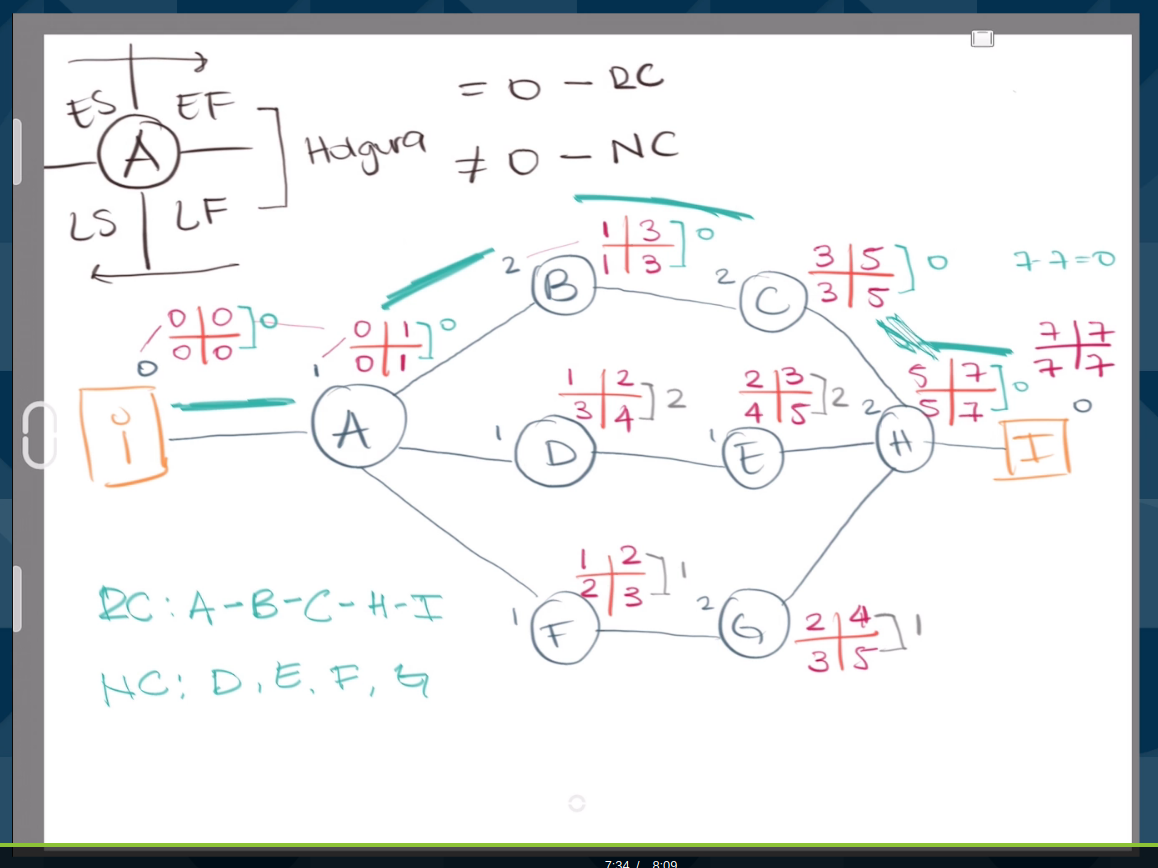 ES EF
A
LS LF
Holgura
= 0 - RC
≠ 0 - NC
2
1 3
1 3
0
B
2
3 5
3 5
0
C
7-7=0
0 0
0 0
0
0
i
0 1
0 1
0
1
A
1 2
3 4
2
1
D
2 3
4 5
2
1
E
5 7
5 7
0
2
H
7 7
7 7
0
I
1 2
2 3
1
1
F
2
G
2 4
3 5
1
RC: A-B-C-H-I
NC: D, E, F, G
7:34 / 8:09